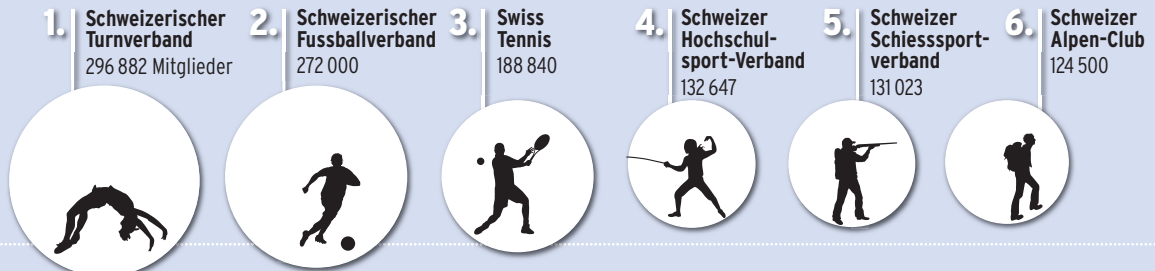 1.
Schweizerischer
Turnverband
296 882 Mitglieder
2.
Schweizerischer
Fussballverband
272 000
3.
Swiss
Tennis
188 840
4.
Schweizer
Hochschul-
sport-Verband
132 647
5.
Schweizer
Schiesssport-
verband
131 023
6.
Schweizer
Alpen-Club
124 500